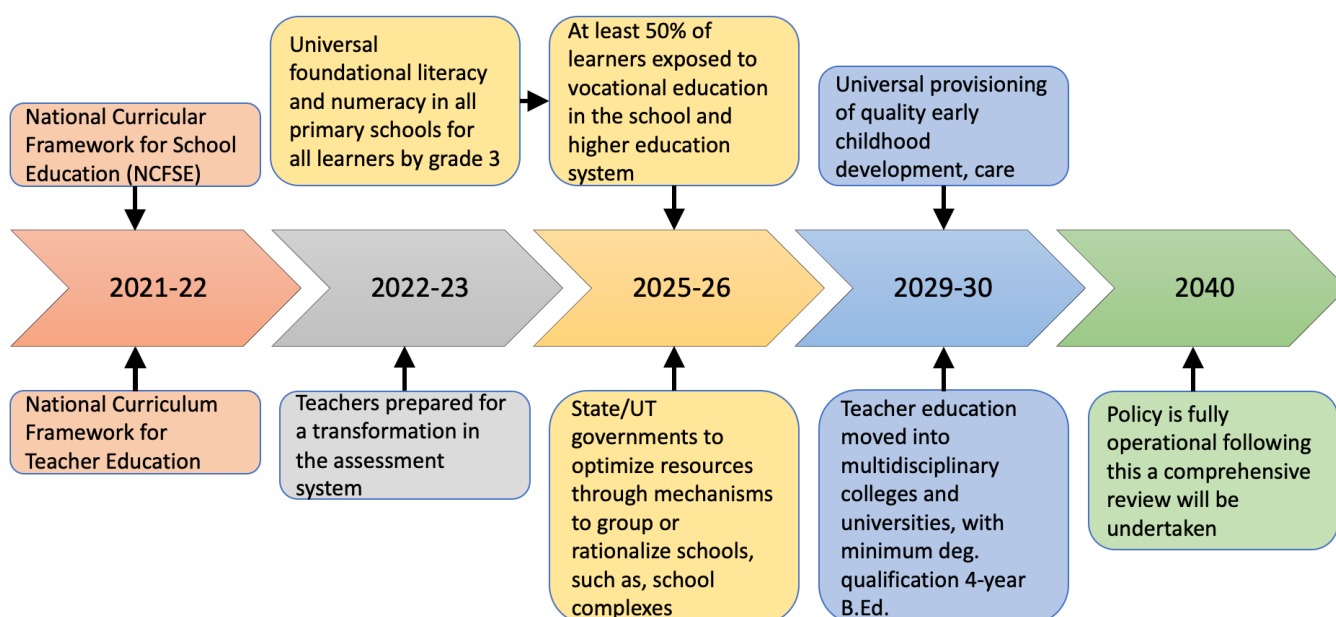 National Curricular
Framework for School
Education (NCFSE)
Universal
foundational literacy
and numeracy in all
primary schools for
all learners by grade 3
At least 50% of
learners exposed to
vocational education
in the school and
higher education
system
Universal provisioning
of quality early
childhood
development, care
2021-22
2022-23
2025-26
2029-30
2040
National Curriculum
Framework for
Teacher Education
Teachers prepared for
a transformation in
the assessment
system
State/UT
governments to
optimize resources
through mechanisms
to group or
rationalize schools,
such as, school
complexes
Teacher education
moved into
multidisciplinary
colleges and
universities, with
minimum deg.
qualification 4-year
B.Ed.
Policy is fully
operational following
this a comprehensive
review will be
undertaken